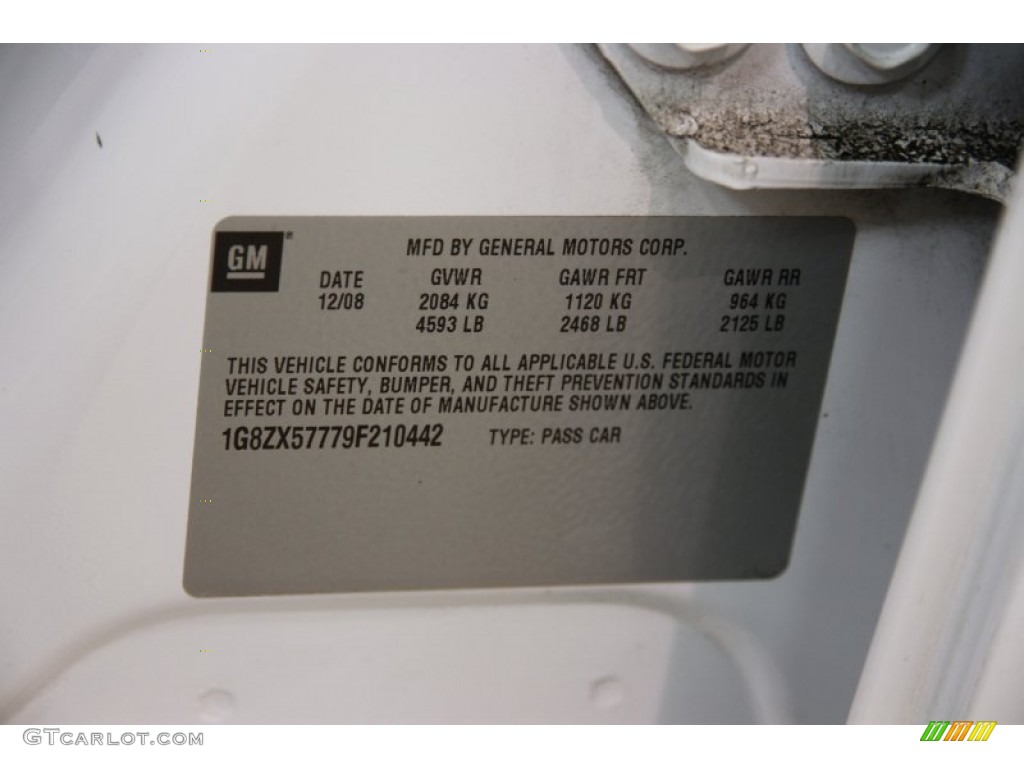 GM®
MFD BY GENERAL MOTORS CORP.
DATE GVWR GAWR FRT GAWR RR
12/08 2084 KG 1120 KG 964 KG
4593 LB 2468 LB 2125 LB
THIS VEHICLE CONFORMS TO ALL APPLICABLE U.S. FEDERAL MOTOR
VEHICLE SAFETY, BUMPER, AND THEFT PREVENTION STANDARDS IN
EFFECT ON THE DATE OF MANUFACTURE SHOWN ABOVE.
1G8ZX57779F210442 TYPE: PASS CAR
GTCARLOT.COM